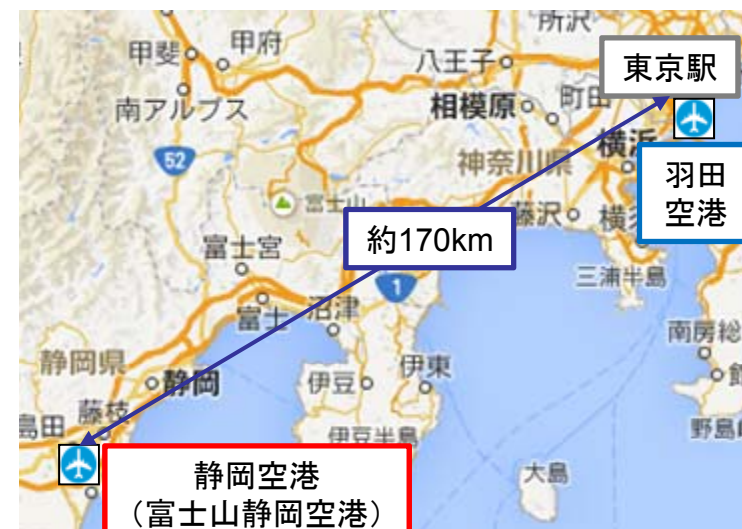 所沢
甲斐
甲府
八王子
東京駅
南アルプス
相模原
町田
52
横浜
神奈川県
羽田
空港
富士山
藤沢
約170km
富士宮
三浦半島
1
富士
沼津
南房総
静岡県
静岡
伊豆
伊東
藤枝
島田
伊豆半島
野島
大島
静岡空港
（富士山静岡空港）